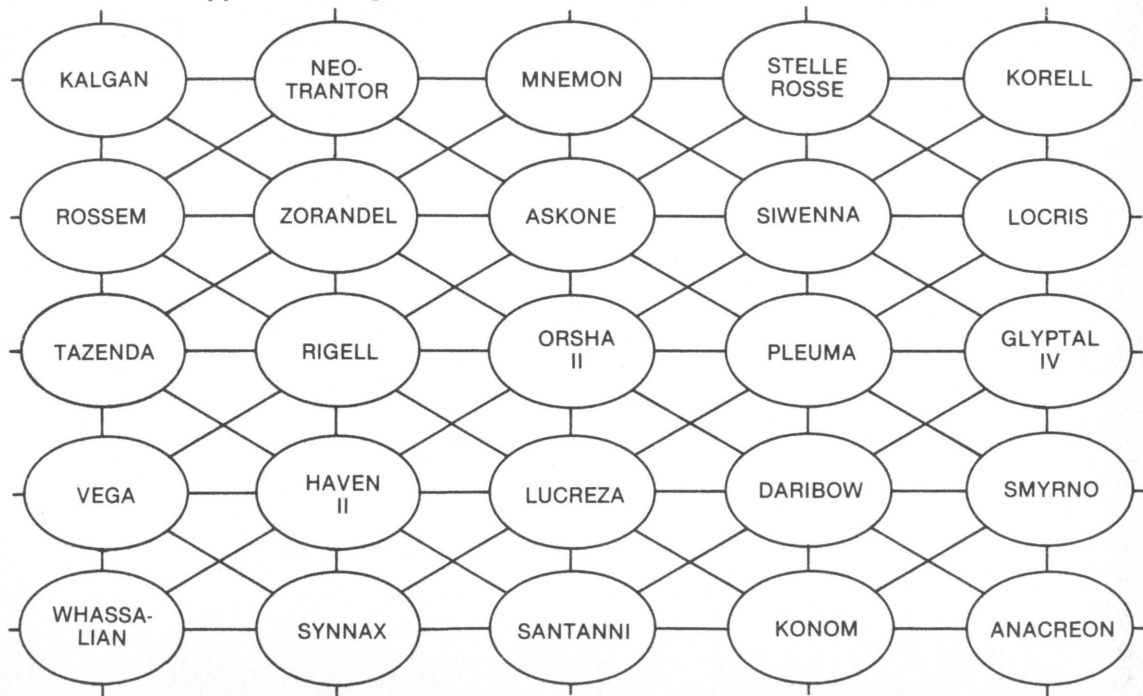 KALGAN
NEO-
TRANTOR
MNEMON
STELLE
ROSSE
KORELL
ROSSEM
ZORANDEL
ASKONE
SIWENNA
LOCRIS
TAZENDA
RIGELL
ORSHA
II
PLEUMA
GLYPTAL
IV
VEGA
HAVEN
II
LUCREZA
DARIBOW
SMYRNO
WHASSA-
LIAN
SYNNAX
SANTANNI
KONOM
ANACREON